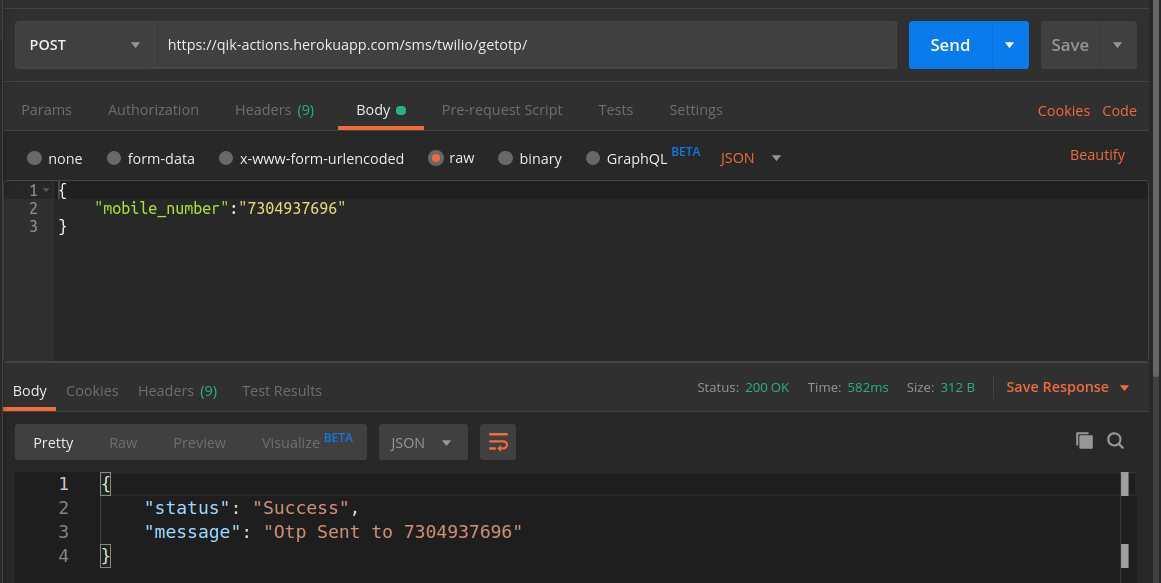 POST https://qik-actions.herokuapp.com/sms/twilio/getotp/ Send Save
Params Authorization Headers (9) Body Pre-request Script Tests Settings Cookies Code
none form-data x-www-form-urlencoded raw binary GraphQL BETA JSON Beautify
1 {
2 "mobile_number":"7304937696"
3 }
Body Cookies Headers (9) Test Results Status: 200 OK Time: 582ms Size: 312 B Save Response
Pretty Raw Preview Visualize BETA JSON
1 {
2 "status": "Success",
3 "message": "Otp Sent to 7304937696"
4 }